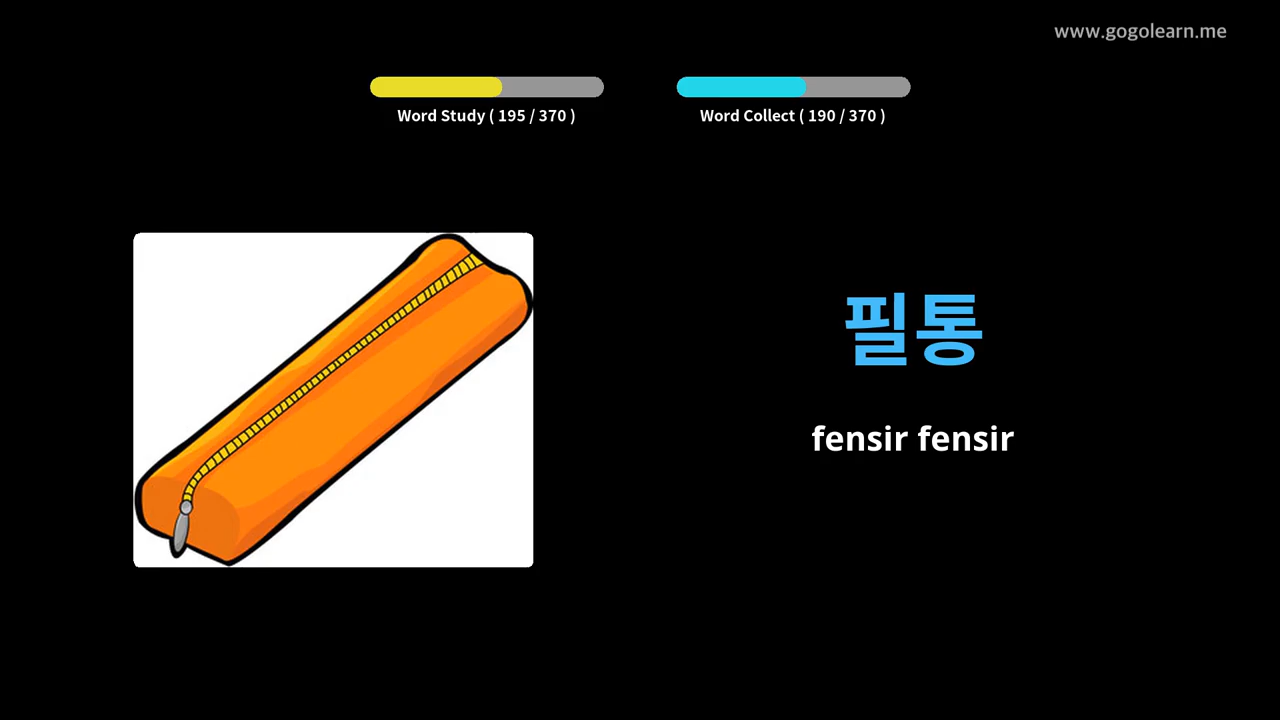 www.gogolearn.me
Word Study ( 195 / 370 )
Word Collect ( 190 / 370 )
필통
fensir fensir